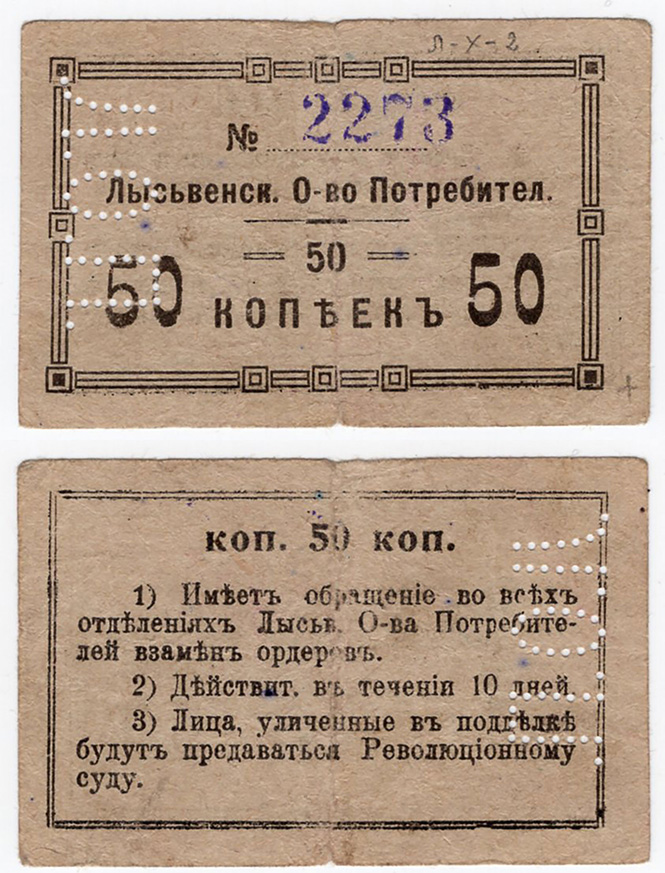 Л-Х-2
№ 2273
Лысьвенск. О-во Потребител.
50
50 КОПѢЕКЪ 50
коп. 50 коп.
1) Имѣетъ обращеніе во всѣхъ
отдѣленіяхъ Лысьв. О-ва Потребите-
лей взамѣнъ ордеровъ.
2) Дѣйствит. въ теченіи 10 дней.
3) Лица, уличенные въ поддѣлкѣ
будутъ предаваться Революціонному
суду.